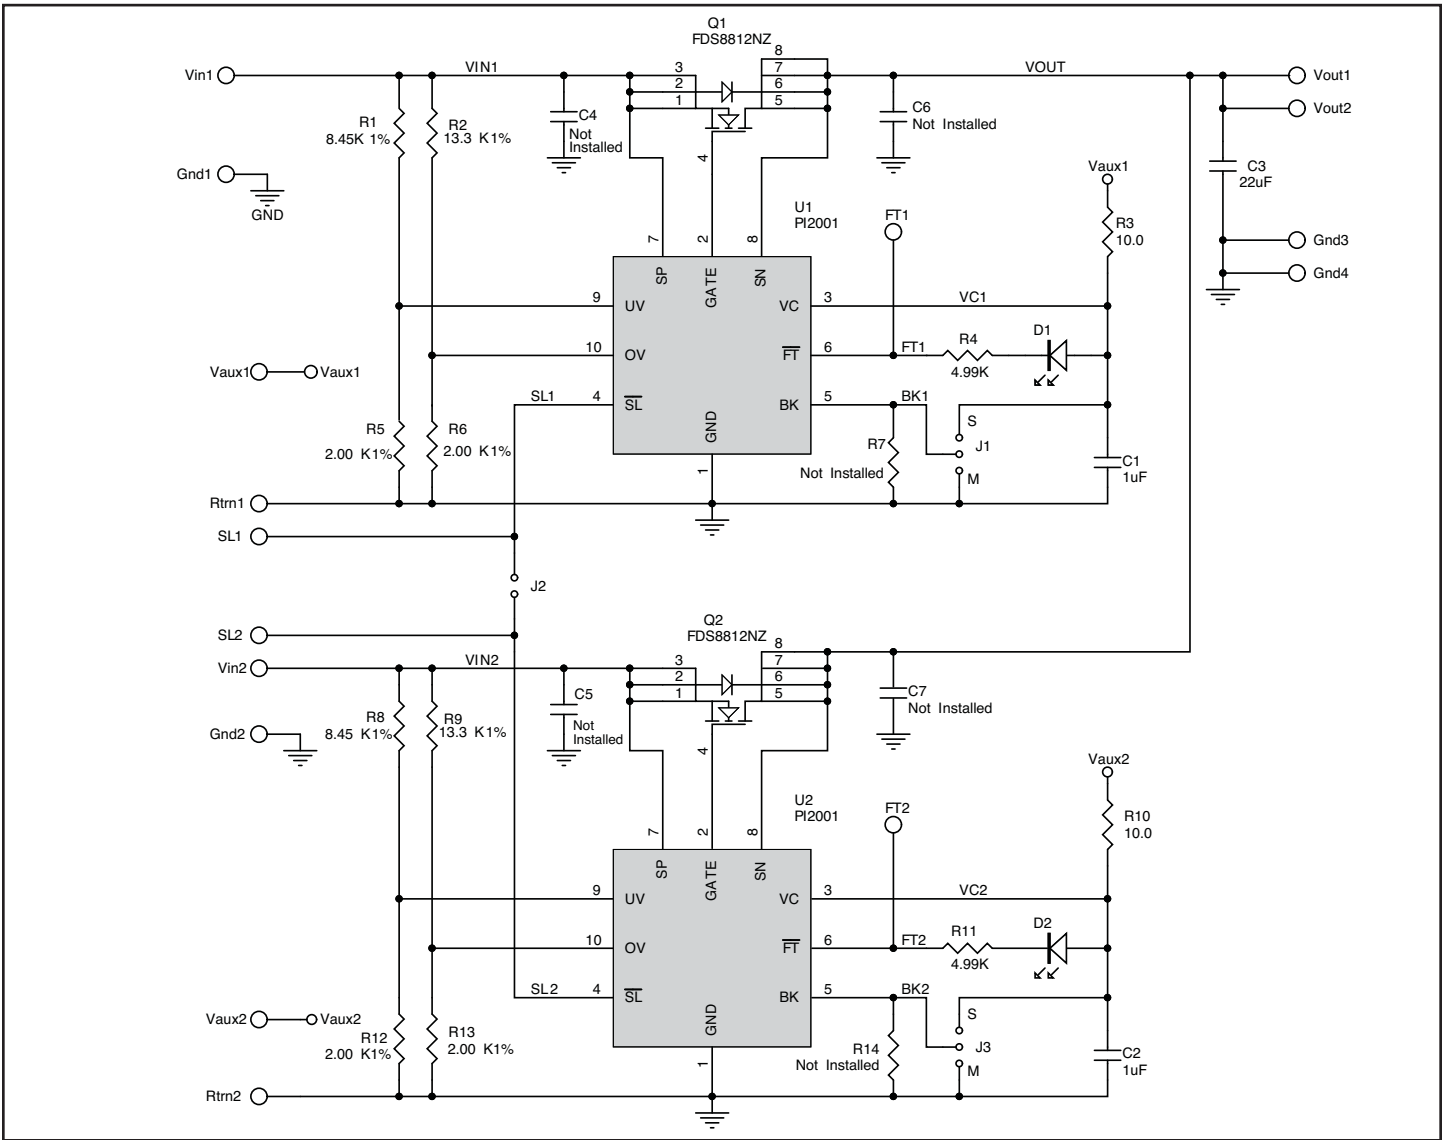 Q1
FDS8812NZ
Vin1
VIN1
3
2
1
8
7
6
5
4
VOUT
Vout1
Vout2
R1
8.45K 1%
R2
13.3 K1%
C4
Not
Installed
C6
Not Installed
Vaux1
C3
22uF
Gnd1
GND
U1
PI2001
FT1
R3
10.0
Gnd3
Gnd4
7
2
8
SP
GATE
SN
9
UV
VC
3
VC1
10
OV
FT
6
FT1
R4
4.99K
D1
Vaux1
Vaux1
SL1
4
SL
BK
5
BK1
GND
1
S
J1
M
R5
2.00 K1%
R6
2.00 K1%
R7
Not Installed
C1
1uF
Rtrn1
SL1
J2
SL2
Q2
FDS8812NZ
Vin2
VIN2
3
2
1
8
7
6
5
4
R8
8.45 K1%
R9
13.3 K1%
C5
Not
Installed
C7
Not Installed
Gnd2
Vaux2
U2
PI2001
FT2
R10
10.0
7
2
8
SP
GATE
SN
9
UV
VC
3
VC2
10
OV
FT
6
FT2
R11
4.99K
D2
SL2
4
SL
BK
5
BK2
GND
1
S
J3
M
Vaux2
Vaux2
R12
2.00 K1%
R13
2.00 K1%
R14
Not Installed
C2
1uF
Rtrn2